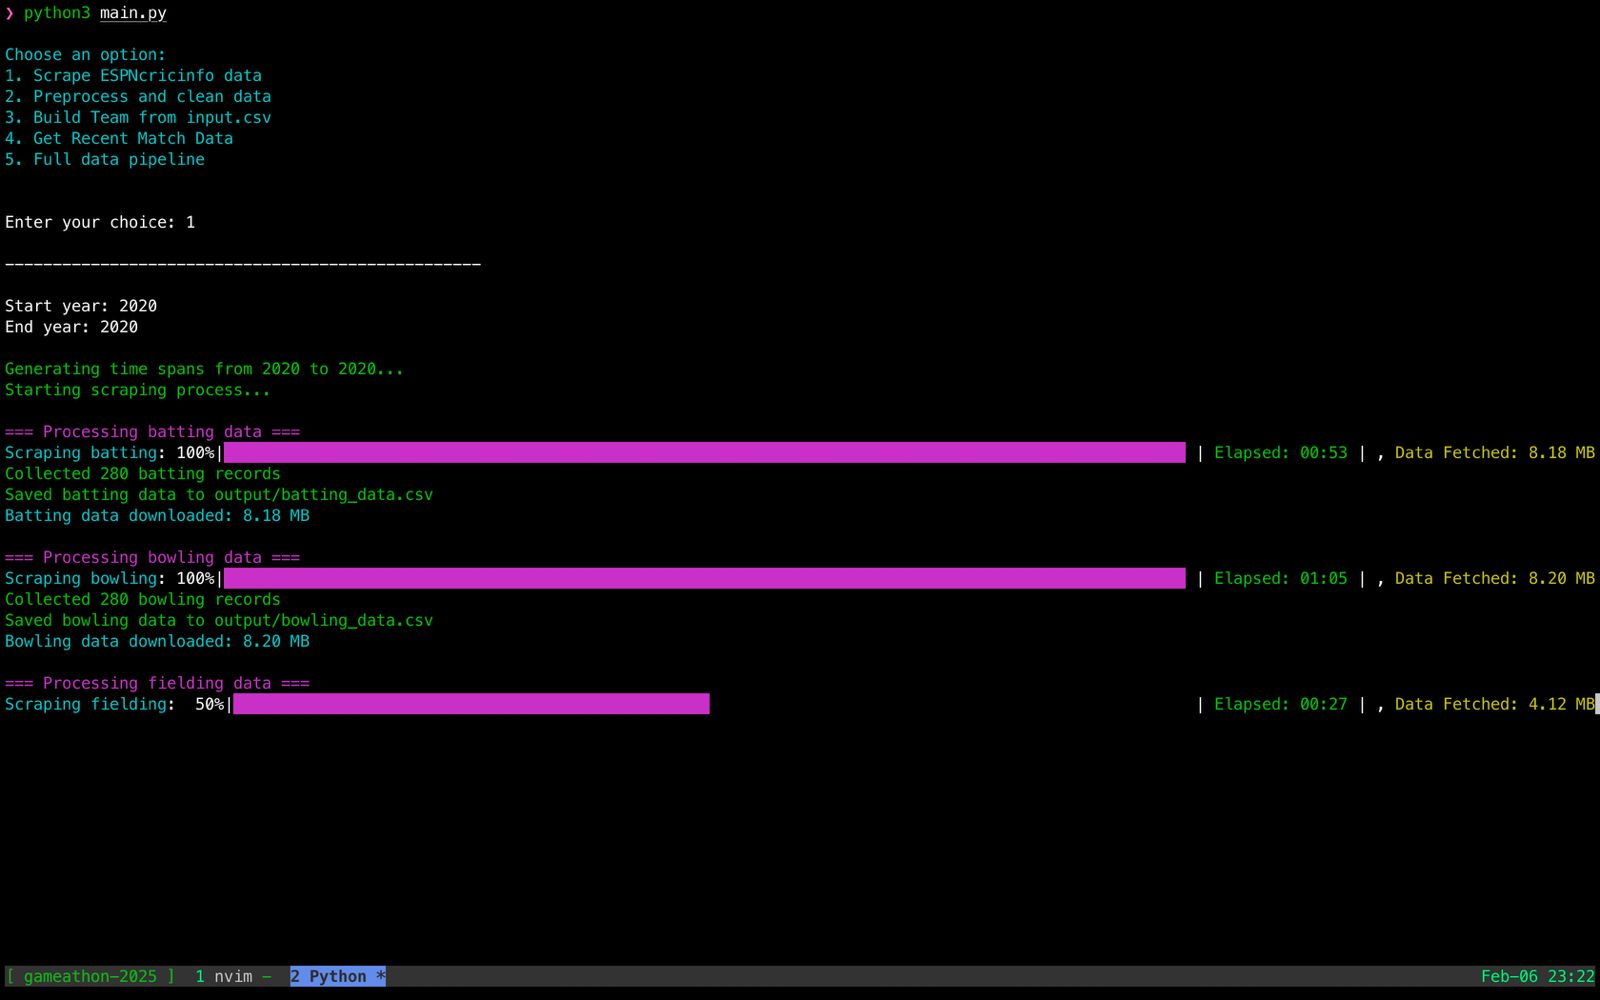 ❯ python3 main.py
Choose an option:
1. Scrape ESPNcricinfo data
2. Preprocess and clean data
3. Build Team from input.csv
4. Get Recent Match Data
5. Full data pipeline
Enter your choice: 1
--------------------------------------------------
Start year: 2020
End year: 2020
Generating time spans from 2020 to 2020...
Starting scraping process...
=== Processing batting data ===
Scraping batting: 100%| | Elapsed: 00:53 | , Data Fetched: 8.18 MB
Collected 280 batting records
Saved batting data to output/batting_data.csv
Batting data downloaded: 8.18 MB
=== Processing bowling data ===
Scraping bowling: 100%| | Elapsed: 01:05 | , Data Fetched: 8.20 MB
Collected 280 bowling records
Saved bowling data to output/bowling_data.csv
Bowling data downloaded: 8.20 MB
=== Processing fielding data ===
Scraping fielding:  50%| | Elapsed: 00:27 | , Data Fetched: 4.12 MB
[ gameathon-2025 ]  1 nvim -  2 Python * Feb-06 23:22